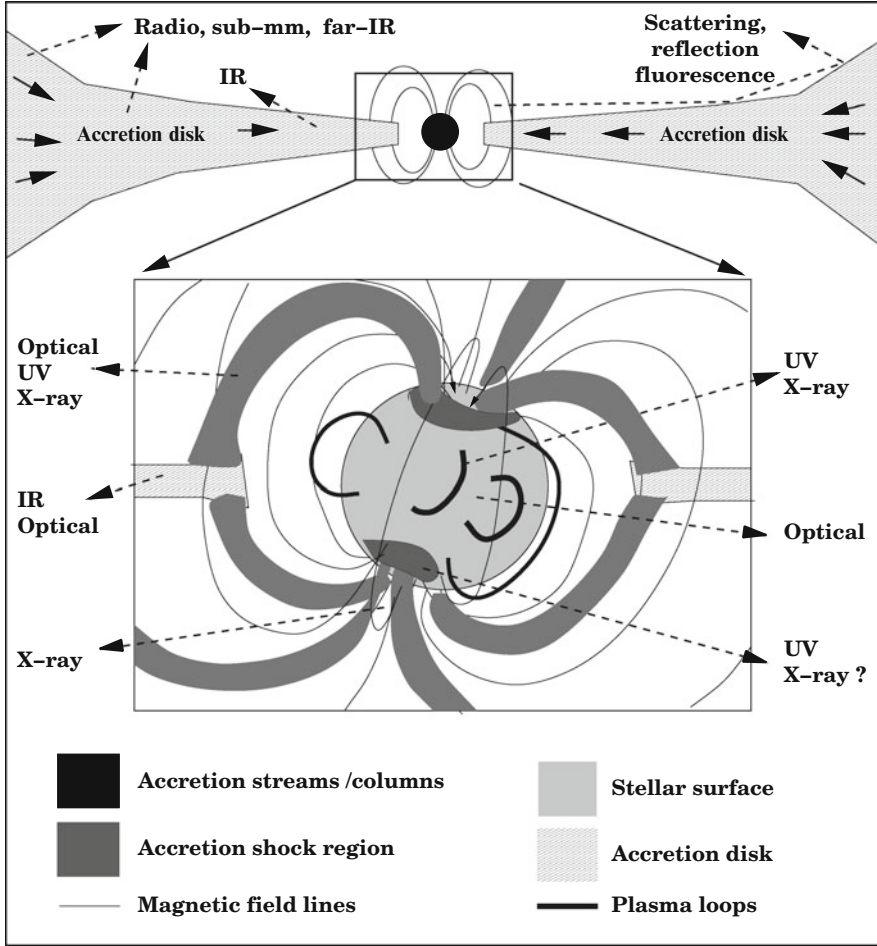 Radio, sub-mm, far-IR
Scattering,
reflection
fluorescence
IR
Accretion disk
Accretion disk
Optical
UV
X-ray
UV
X-ray
IR
Optical
Optical
X-ray
UV
X-ray ?
Accretion streams /columns
Stellar surface
Accretion shock region
Accretion disk
Magnetic field lines
Plasma loops